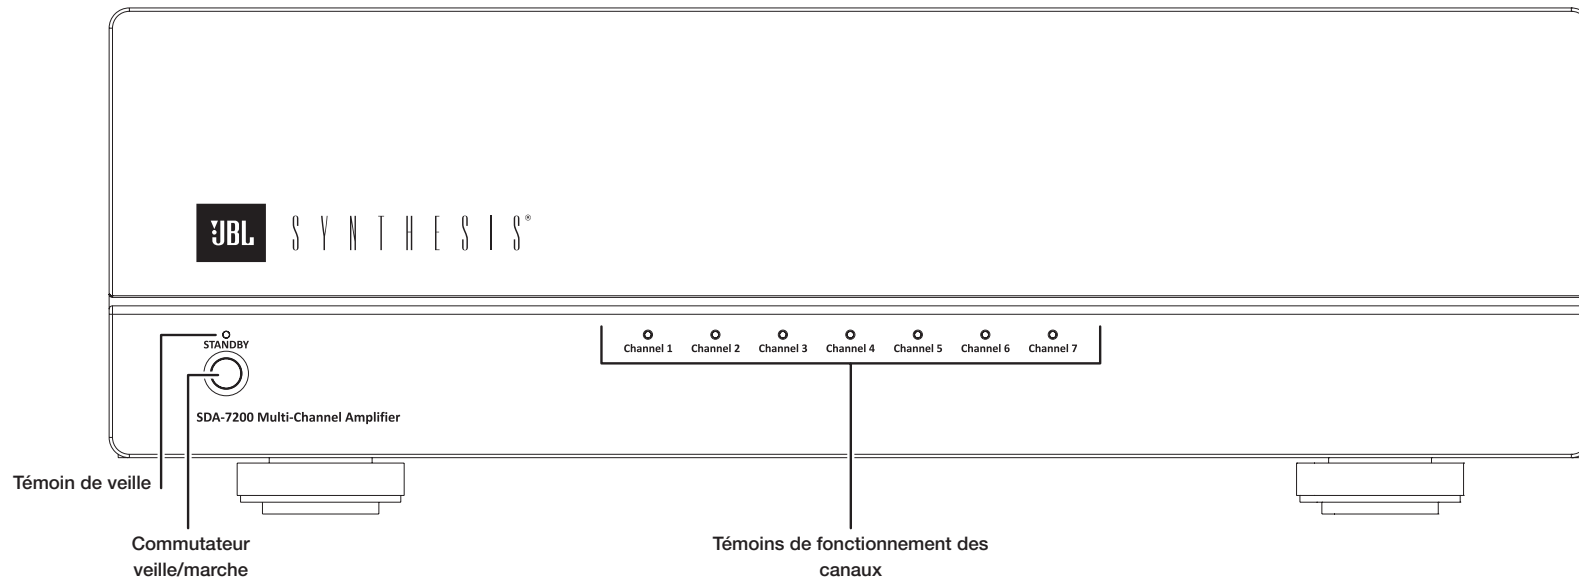 JBL SYNTHESIS®
STANDBY
Channel 1 Channel 2 Channel 3 Channel 4 Channel 5 Channel 6 Channel 7
SDA-7200 Multi-Channel Amplifier
Témoin de veille
Commutateur
veille/marche
Témoins de fonctionnement des
canaux